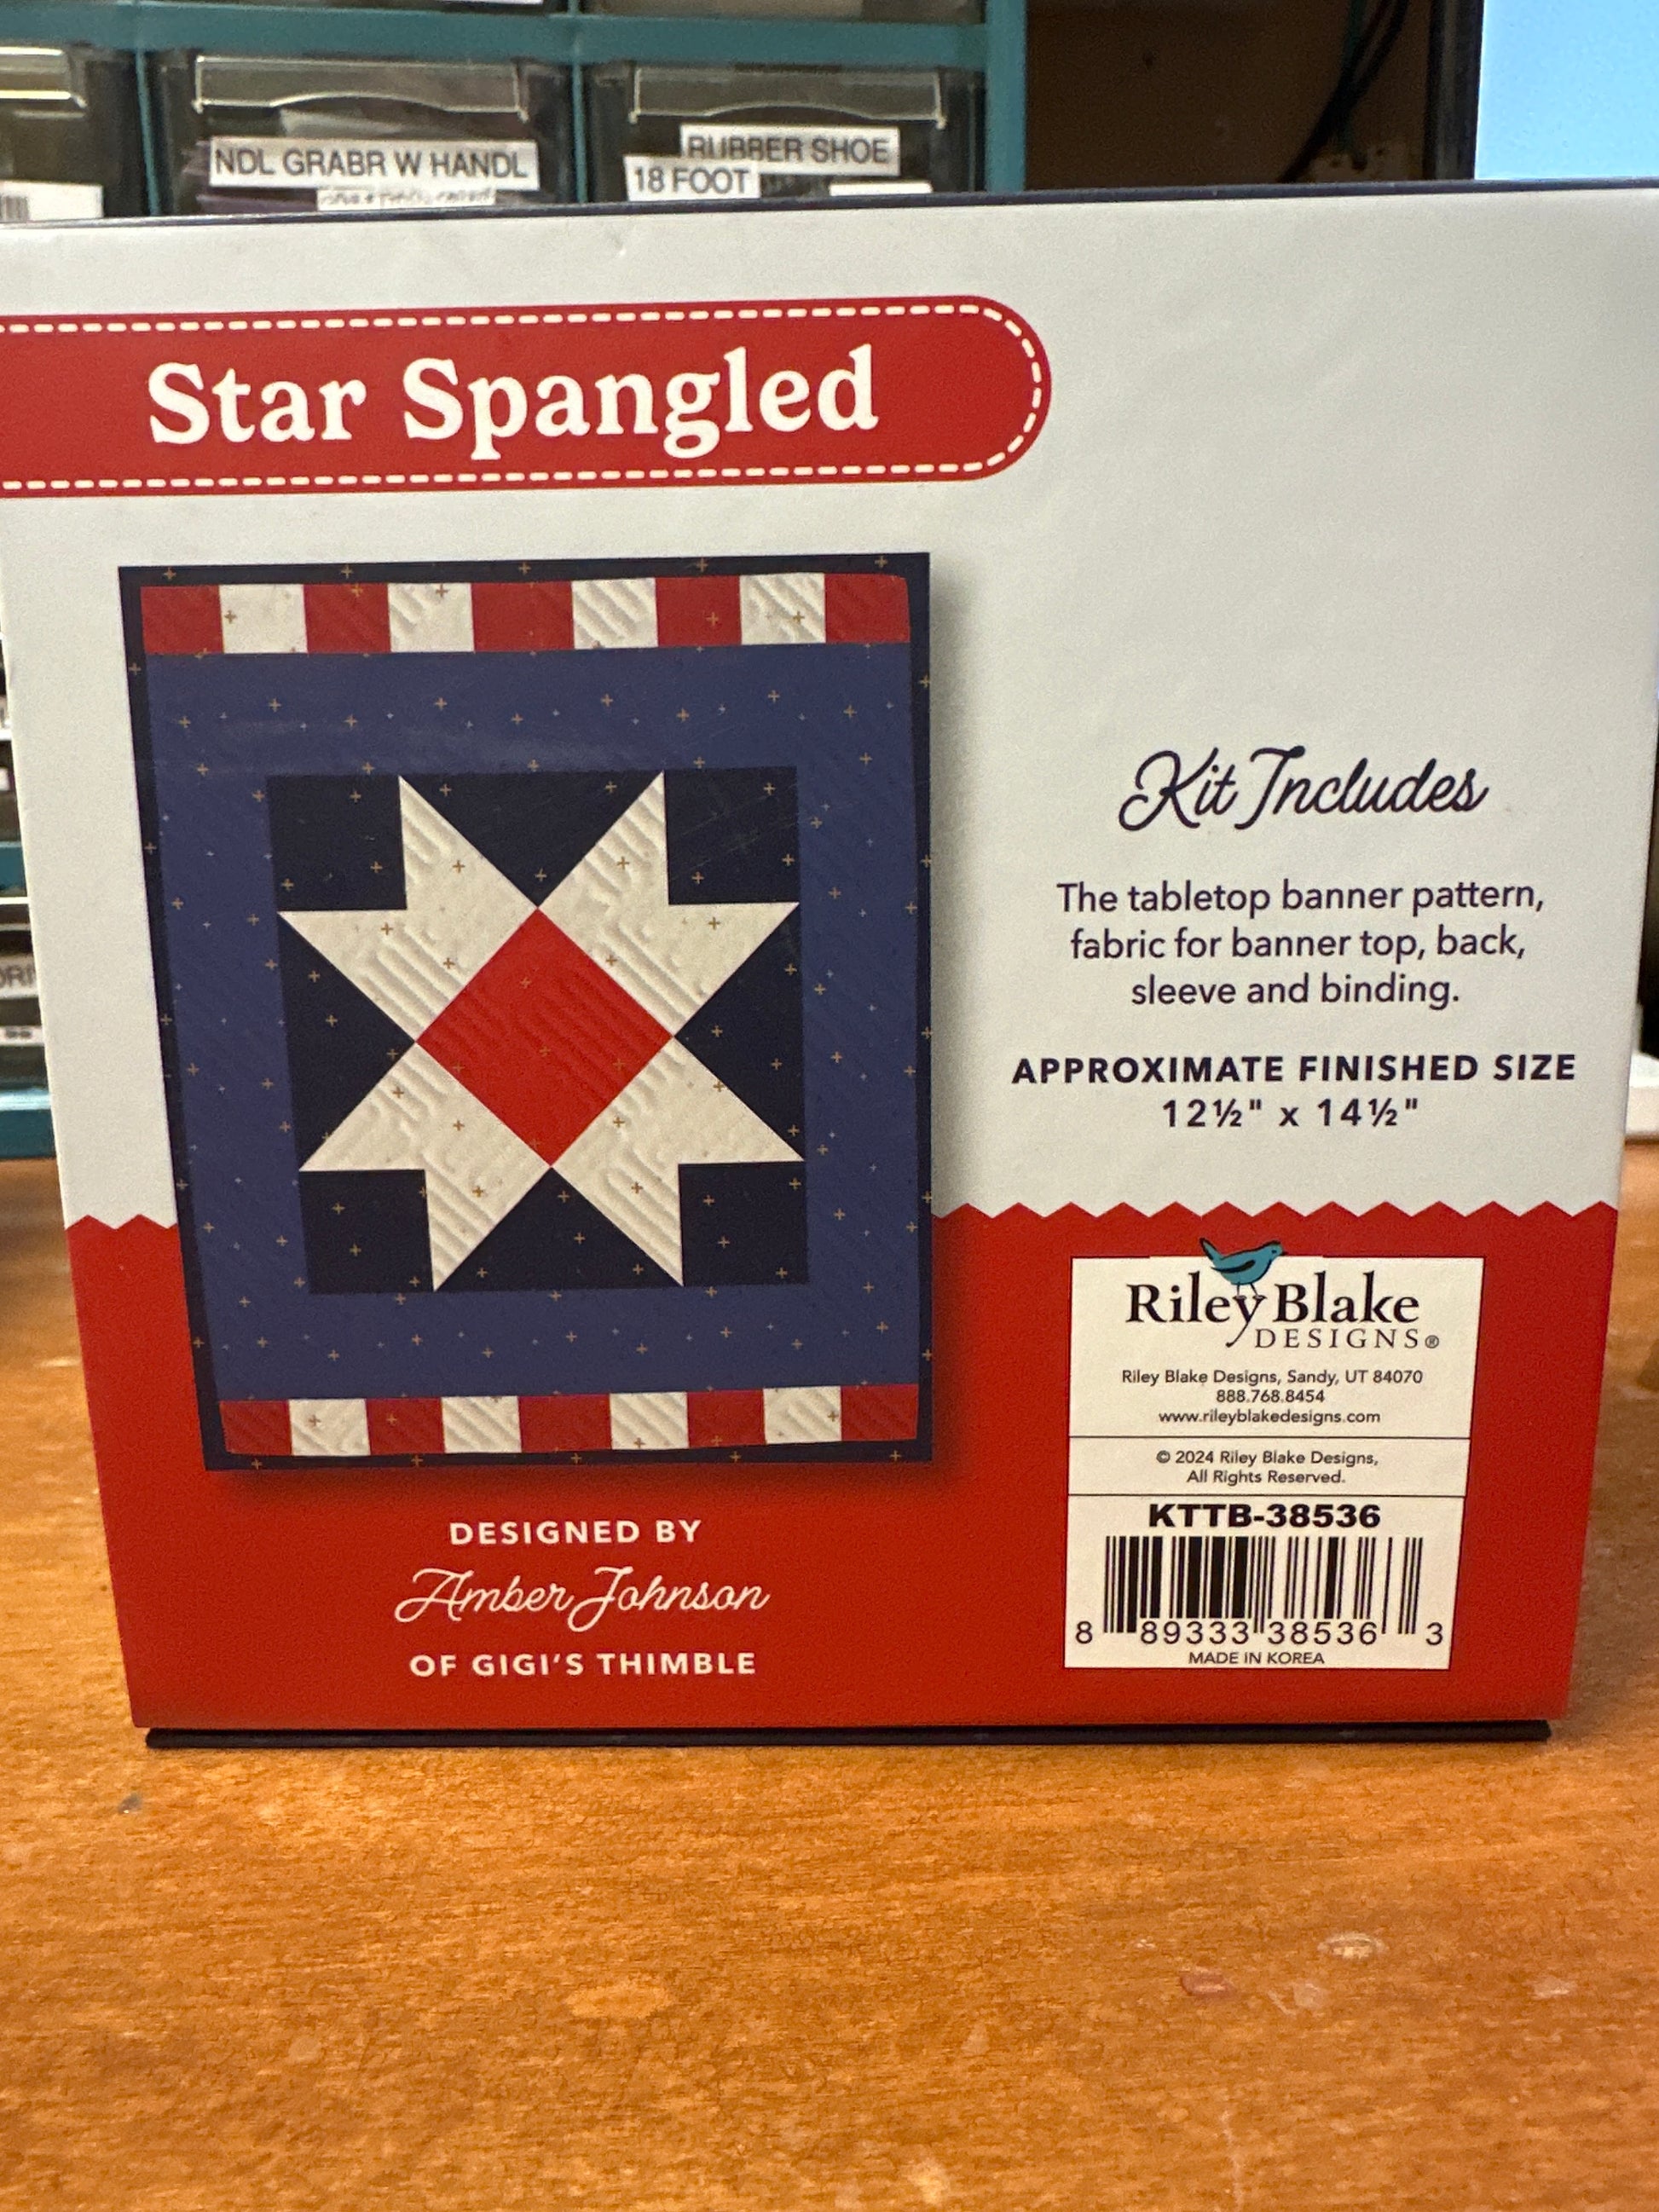 NDL GRABR W HANDL
RUBBER SHOE
18 FOOT
Star Spangled
Kit Includes
The tabletop banner pattern,
fabric for banner top, back,
sleeve and binding.
APPROXIMATE FINISHED SIZE
12½" x 14½"
Riley Blake
DESIGNS®
Riley Blake Designs, Sandy, UT 84070
888.768.8454
www.rileyblakedesigns.com
© 2024 Riley Blake Designs,
All Rights Reserved.
KTTB-38536
8 89333 38536 3
MADE IN KOREA
DESIGNED BY
Amber Johnson
OF GIGI'S THIMBLE